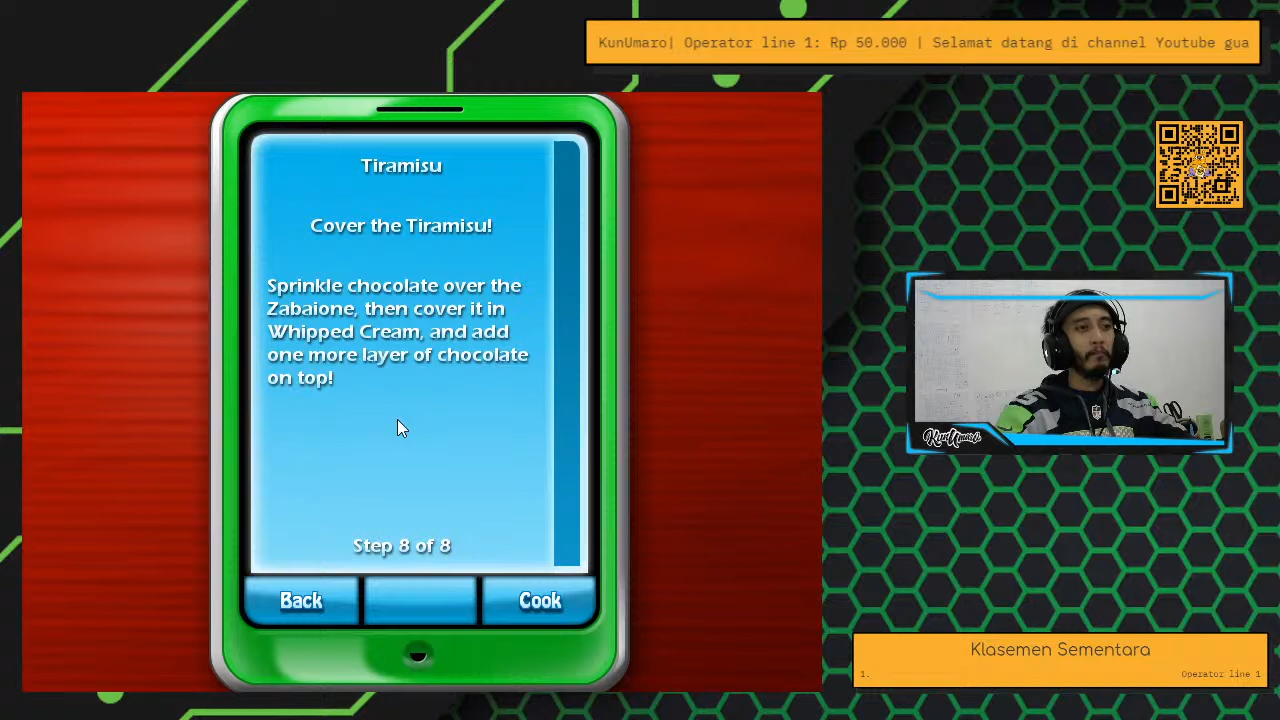 KunUmaro| Operator line 1: Rp 50.000 | Selamat datang di channel Youtube gua
Tiramisu
Cover the Tiramisu!
Sprinkle chocolate over the
Zabaione, then cover it in
Whipped Cream, and add
one more layer of chocolate
on top!
Step 8 of 8
Back
Cook
KunUmaro
Klasemen Sementara
1.
Operator line 1